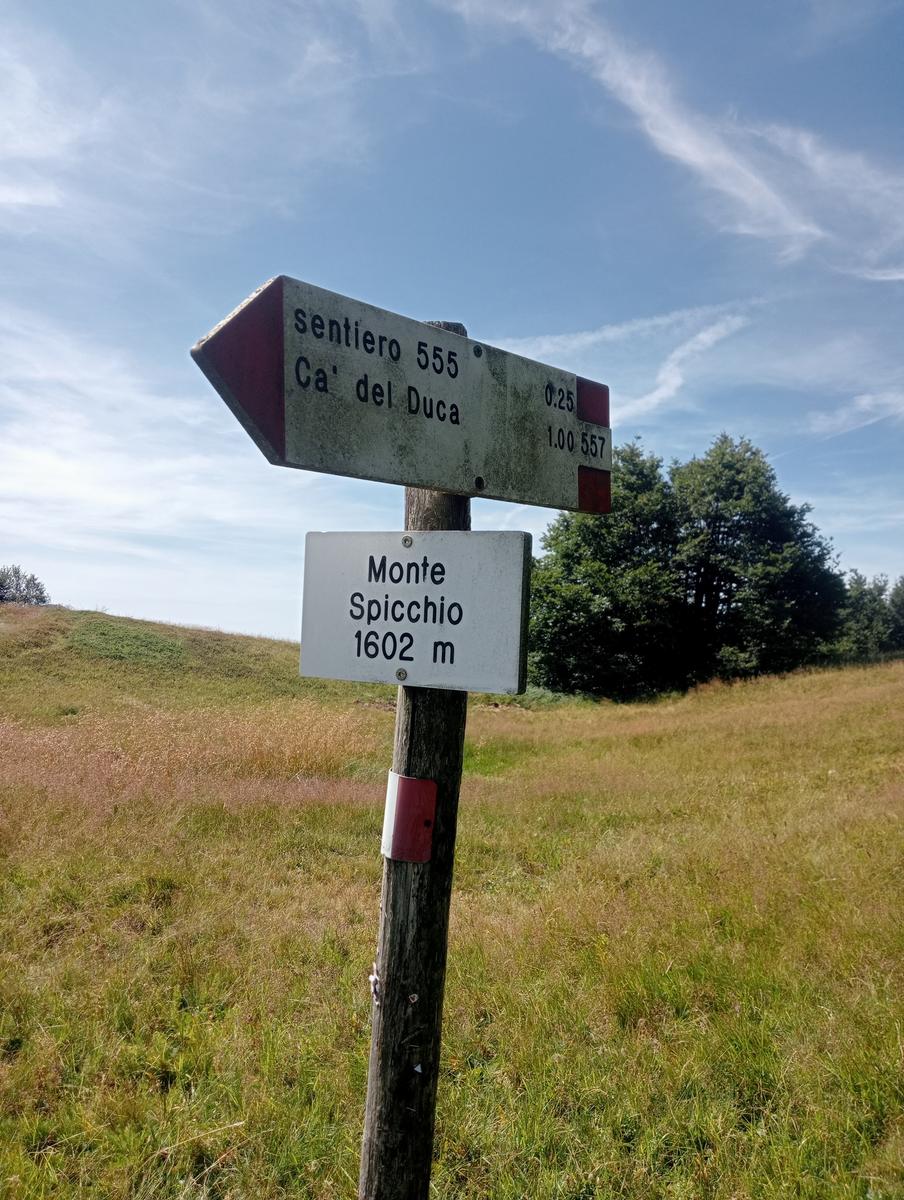 sentiero 555 0.25
Ca' del Duca 1.00 557
Monte
Spicchio
1602 m